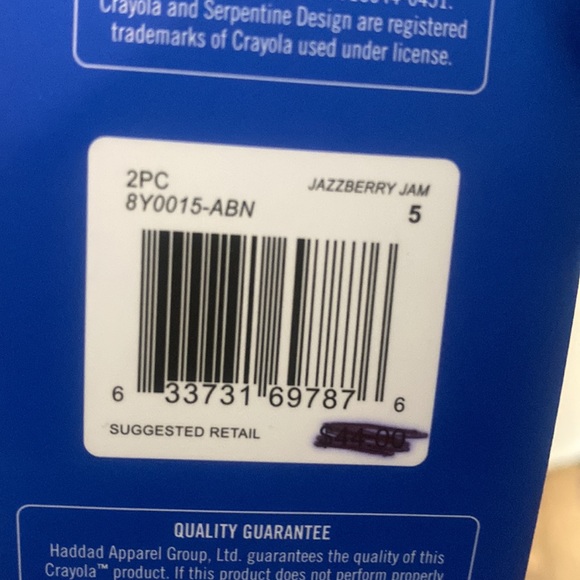 Crayola and Serpentine Design are registered
trademarks of Crayola used under license.
2PC
JAZZBERRY JAM
8Y0015-ABN
5
6 33731 69787 6
SUGGESTED RETAIL
$44.00
QUALITY GUARANTEE
Haddad Apparel Group, Ltd. guarantees the quality of this
Crayola™ product. If this product does not perform properly